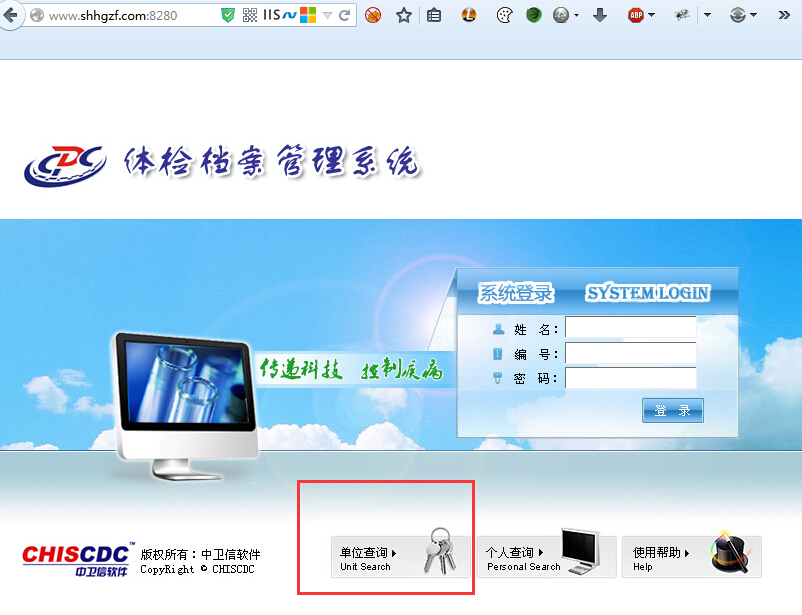 www.shhgzf.com:8280
IIS
ABP
CDC 体检档案管理系统
系统登录 SYSTEM LOGIN
姓 名：
编 号：
密 码：
登 录
传递科技 控制疾病
CHISCDC™
中卫信软件
版权所有：中卫信软件
CopyRight © CHISCDC
单位查询
Unit Search
个人查询
Personal Search
使用帮助
Help